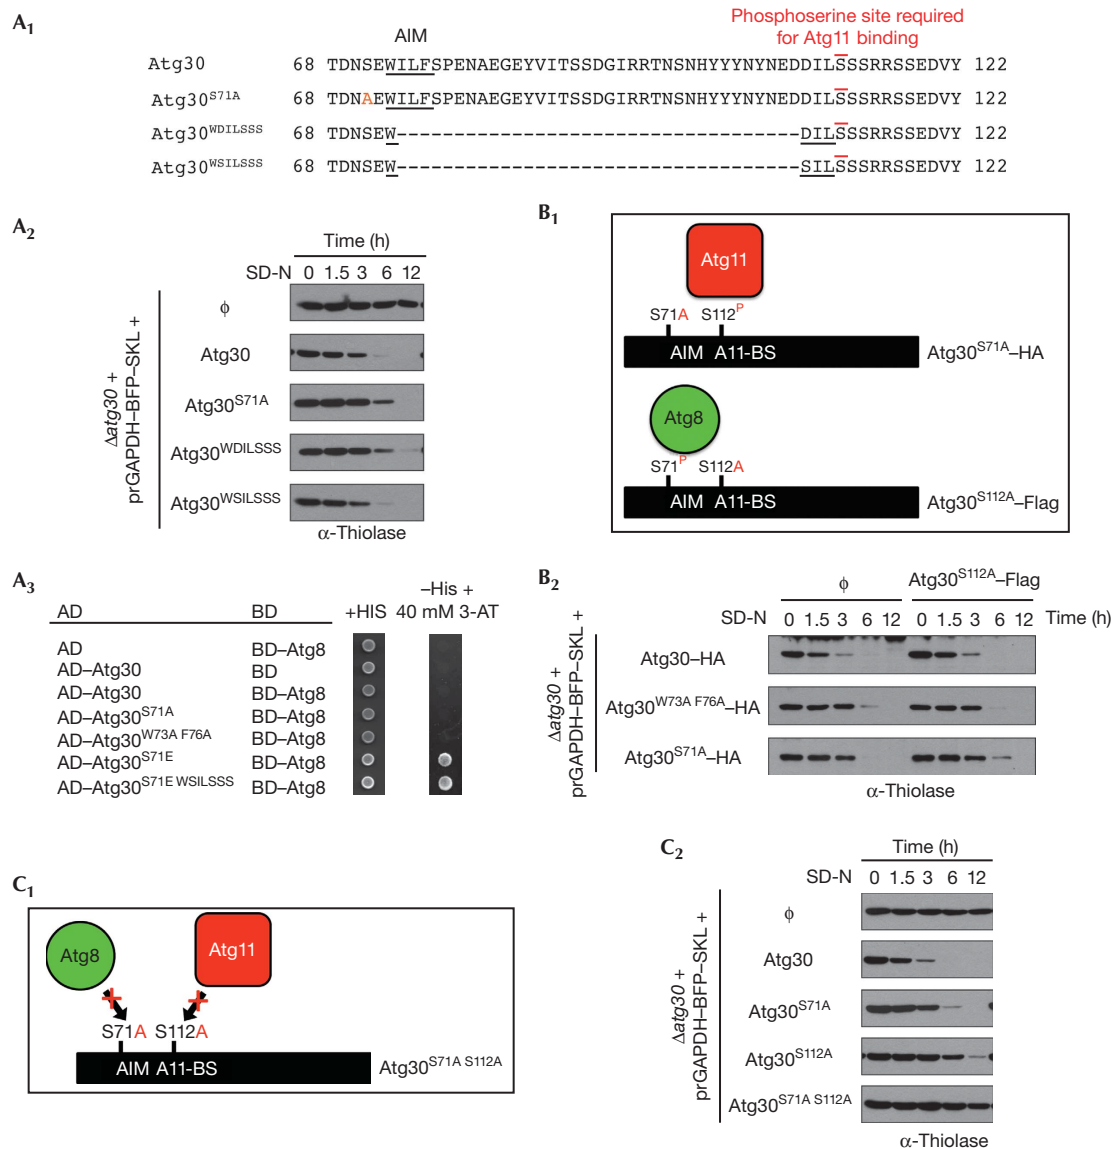 A1
Phosphoserine site required
for Atg11 binding
AIM
Atg30 68 TDNSEWILFSPENAEGEYVITSSDGIRRTNSNHYYYNYNEDDILSSSRRSSEDVY 122
Atg30S71A 68 TDNAEWILFSPENAEGEYVITSSDGIRRTNSNHYYYNYNEDDILSSSRRSSEDVY 122
Atg30WDILSSS 68 TDNSEW----------------------------------DILSSSRRSSEDVY 122
Atg30WSILSSS 68 TDNSEW----------------------------------SILSSSRRSSEDVY 122
A2
Time (h)
SD-N 0 1.5 3 6 12
Δatg30 +
prGAPDH–BFP–SKL +
ϕ
Atg30
Atg30S71A
Atg30WDILSSS
Atg30WSILSSS
α-Thiolase
B1
Atg11
S71A S112P
AIM A11-BS
Atg30S71A–HA
Atg8
S71P S112A
AIM A11-BS
Atg30S112A–Flag
A3
AD BD +HIS –His +
40 mM 3-AT
AD BD–Atg8
AD–Atg30 BD
AD–Atg30 BD–Atg8
AD–Atg30S71A BD–Atg8
AD–Atg30W73A F76A BD–Atg8
AD–Atg30S71E BD–Atg8
AD–Atg30S71E WSILSSS BD–Atg8
B2
ϕ Atg30S112A–Flag
SD-N 0 1.5 3 6 12 0 1.5 3 6 12 Time (h)
Δatg30 +
prGAPDH–BFP–SKL +
Atg30–HA
Atg30W73A F76A–HA
Atg30S71A–HA
α-Thiolase
C1
Atg8
Atg11
S71A S112A
AIM A11-BS
Atg30S71A S112A
C2
Time (h)
SD-N 0 1.5 3 6 12
Δatg30 +
prGAPDH–BFP–SKL +
ϕ
Atg30
Atg30S71A
Atg30S112A
Atg30S71A S112A
α-Thiolase